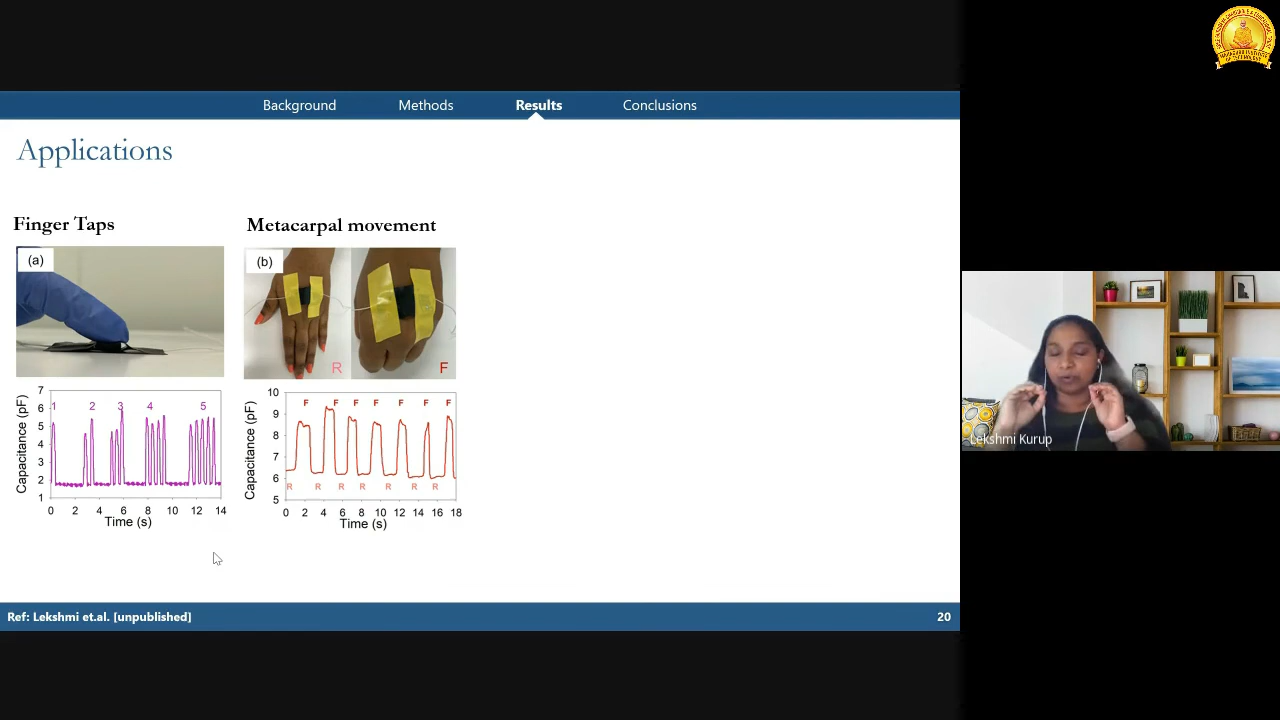 Background Methods Results Conclusions
Applications
Finger Taps
Metacarpal movement
(a)
(b)
R
F
Capacitance (pF)
7
6
5
4
3
2
1
1 2 3 4 5
0 2 4 6 8 10 12 14
Time (s)
Capacitance (pF)
10
9
8
7
6
5
F F F F F F F
R R R R R R R
0 2 4 6 8 10 12 14 16 18
Time (s)
Ref: Lekshmi et.al. [unpublished]
20
Lekshmi Kurup